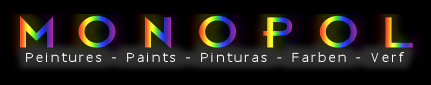 MONOPOL
Peintures - Paints - Pinturas - Farben - Verf